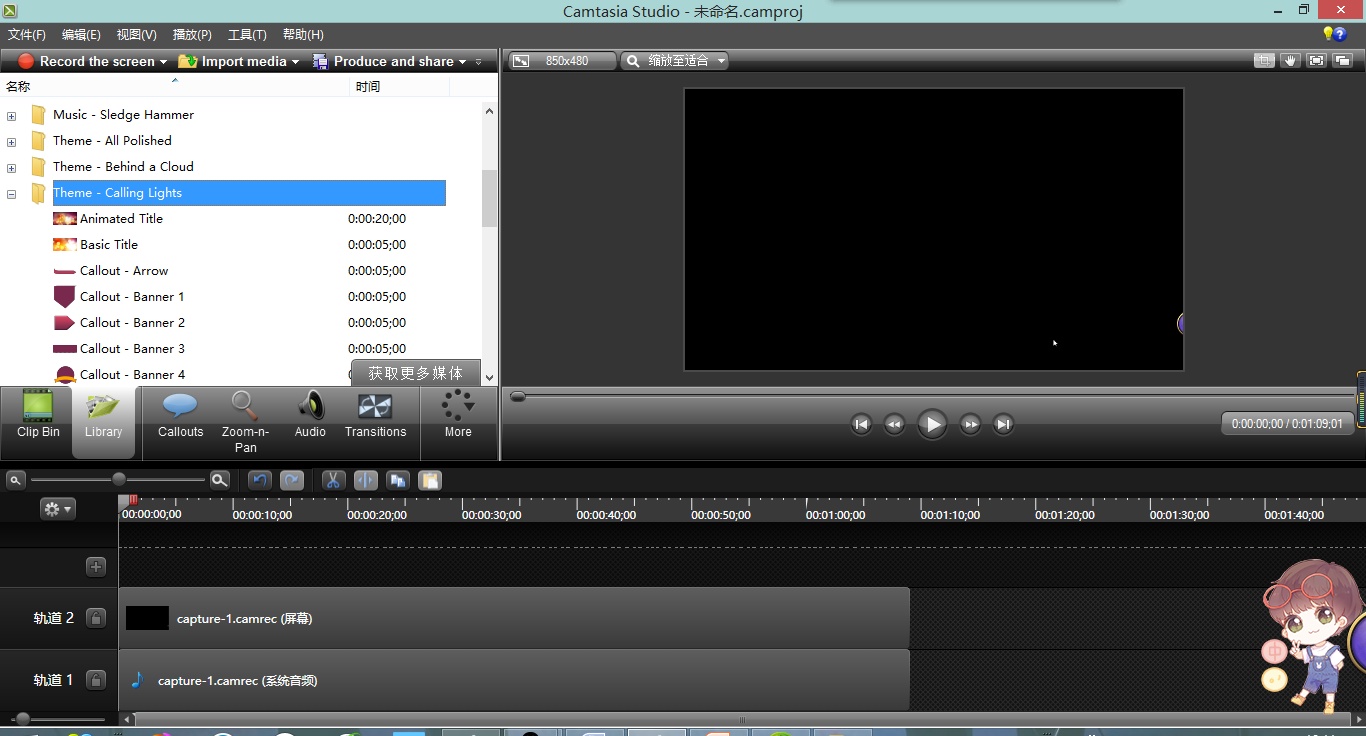 Camtasia Studio - 未命名.camproj
文件(F) 编辑(E) 视图(V) 播放(P) 工具(T) 帮助(H)
Record the screen Import media Produce and share
850x480 缩放至适合
名称 时间
Music - Sledge Hammer
Theme - All Polished
Theme - Behind a Cloud
Theme - Calling Lights
Animated Title 0:00:20;00
Basic Title 0:00:05;00
Callout - Arrow 0:00:05;00
Callout - Banner 1 0:00:05;00
Callout - Banner 2 0:00:05;00
Callout - Banner 3 0:00:05;00
Callout - Banner 4
获取更多媒体
Clip Bin Library Callouts Zoom-n-Pan Audio Transitions More
0:00:00;00 / 0:01:09;01
00:00:00;00 00:00:10;00 00:00:20;00 00:00:30;00 00:00:40;00 00:00:50;00 00:01:00;00 00:01:10;00 00:01:20;00 00:01:30;00 00:01:40;00
轨道 2 capture-1.camrec (屏幕)
轨道 1 capture-1.camrec (系统音频)
中